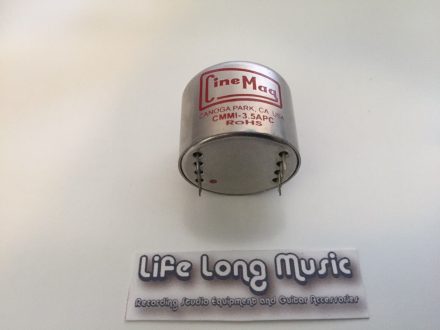 CineMag
CANOGA PARK, CA. USA
CMMI-3.5APC
RoHS
Life Long Music
Recording Studio Equipment and Guitar Accessories